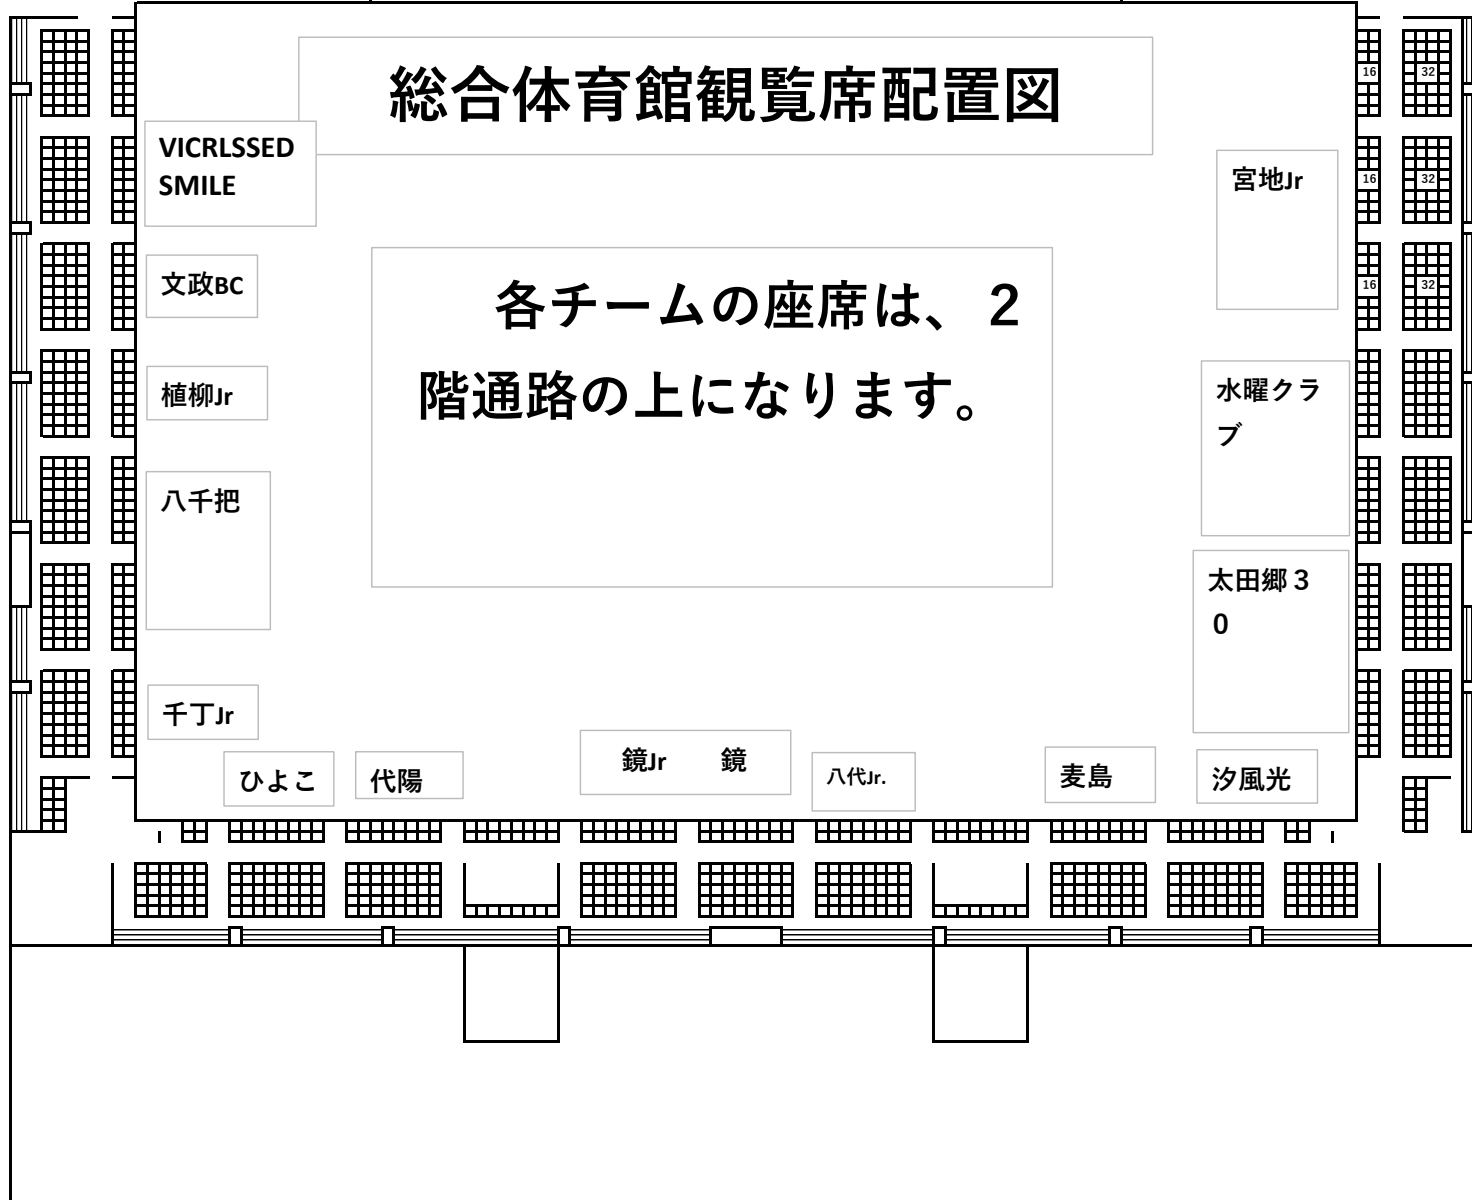 総合体育館観覧席配置図
VICRLSSED
SMILE
宮地Jr
文政BC
各チームの座席は、２
階通路の上になります。
植柳Jr
水曜クラ
ブ
八千把
太田郷３
０
千丁Jr
ひよこ
代陽
鏡Jr　　鏡
八代Jr.
麦島
汐風光
16
32
16
32
16
32